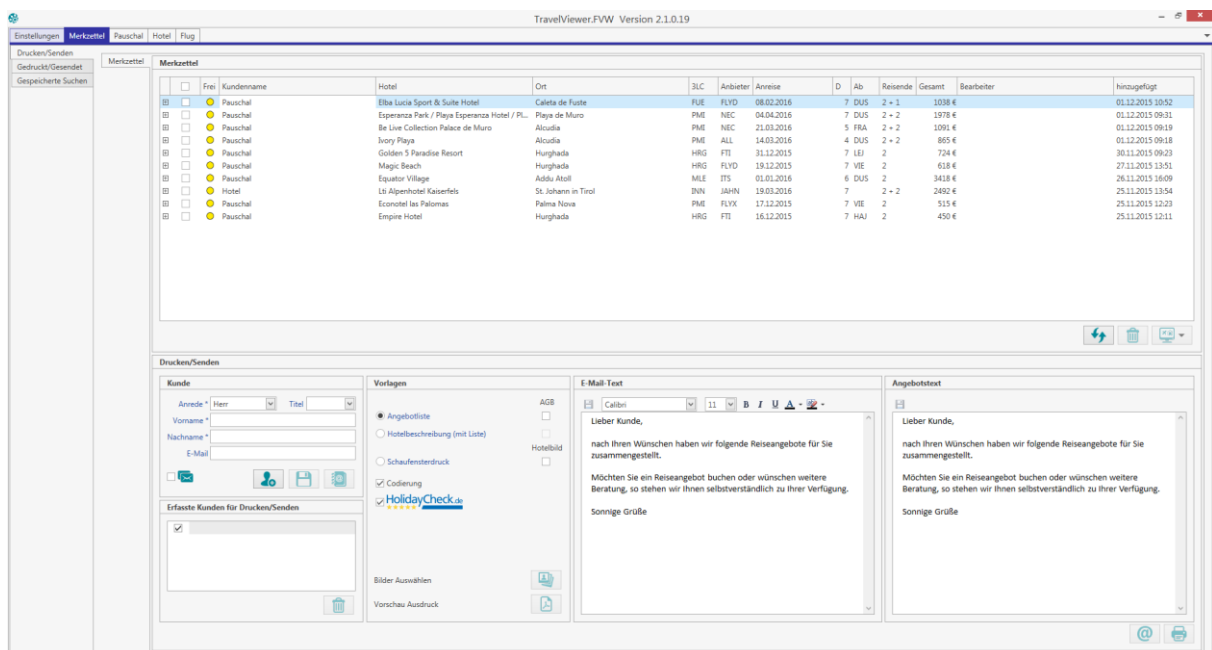 TravelViewer.FVW Version 2.1.0.19
Einstellungen Merkzettel Pauschal Hotel Flug
Drucken/Senden
Gedruckt/Gesendet
Gespeicherte Suchen
Merkzettel
Merkzettel
Frei Kundenname Hotel Ort 3LC Anbieter Anreise D Ab Reisende Gesamt Bearbeiter hinzugefügt
Pauschal Elba Lucia Sport & Suite Hotel Caleta de Fuste FUE FLYD 08.02.2016 7 DUS 2 + 1 1038 € 01.12.2015 10:52
Pauschal Esperanza Park / Playa Esperanza Hotel / Pl... Playa de Muro PMI NEC 04.04.2016 7 DUS 2 + 2 1978 € 01.12.2015 09:31
Pauschal Be Live Collection Palace de Muro Alcudia PMI NEC 21.03.2016 5 FRA 2 + 2 1091 € 01.12.2015 09:19
Pauschal Ivory Playa Alcudia PMI ALL 14.03.2016 4 DUS 2 + 2 865 € 01.12.2015 09:18
Pauschal Golden 5 Paradise Resort Hurghada HRG FTI 31.12.2015 7 LEJ 2 724 € 30.11.2015 09:23
Pauschal Magic Beach Hurghada HRG FLYD 19.12.2015 7 VIE 2 618 € 27.11.2015 13:51
Pauschal Equator Village Addu Atoll MLE ITS 01.01.2016 6 DUS 2 3418 € 26.11.2015 16:09
Hotel Lti Alpenhotel Kaiserfels St. Johann in Tirol INN JAHN 19.03.2016 7 2 + 2 2492 € 25.11.2015 13:54
Pauschal Econotel las Palomas Palma Nova PMI FLYX 17.12.2015 7 VIE 2 515 € 25.11.2015 12:23
Pauschal Empire Hotel Hurghada HRG FTI 16.12.2015 7 HAJ 2 450 € 25.11.2015 12:11
Drucken/Senden
Kunde
Anrede * Herr Titel
Vorname *
Nachname *
E-Mail
Erfasste Kunden für Drucken/Senden
Vorlagen
AGB
Angebotliste
Hotelbeschreibung (mit Liste)
Hotelbild
Schaufensterdruck
Codierung
HolidayCheck.de
Bilder Auswählen
Vorschau Ausdruck
E-Mail-Text
Calibri 11 B I U A
Lieber Kunde,
nach Ihren Wünschen haben wir folgende Reiseangebote für Sie
zusammengestellt.
Möchten Sie ein Reiseangebot buchen oder wünschen weitere
Beratung, so stehen wir Ihnen selbstverständlich zu Ihrer Verfügung.
Sonnige Grüße
Angebotstext
Lieber Kunde,
nach Ihren Wünschen haben wir folgende Reiseangebote für Sie
zusammengestellt.
Möchten Sie ein Reiseangebot buchen oder wünschen weitere
Beratung, so stehen wir Ihnen selbstverständlich zu Ihrer Verfügung.
Sonnige Grüße
@